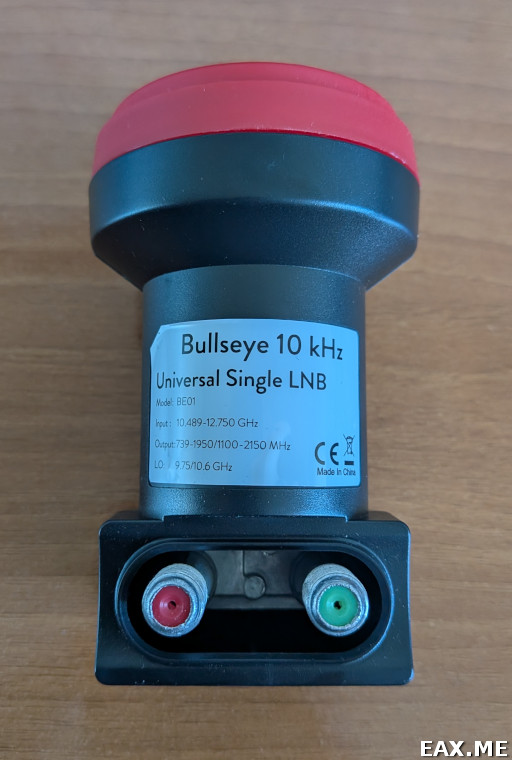 Bullseye 10 kHz
Universal Single LNB
Model: BE01
Input: 10.489-12.750 GHz
Output:739-1950/1100-2150 MHz
LO: 9.75/10.6 GHz
CE
Made In China
EAX.ME